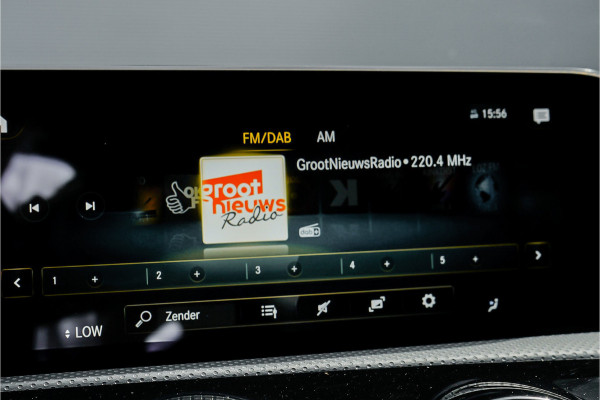 15:56
FM/DAB AM
GrootNieuwsRadio • 220.4 MHz
groot
nieuws
Radio
dab+
1 + 2 + 3 + 4 + 5 +
Zender
LOW